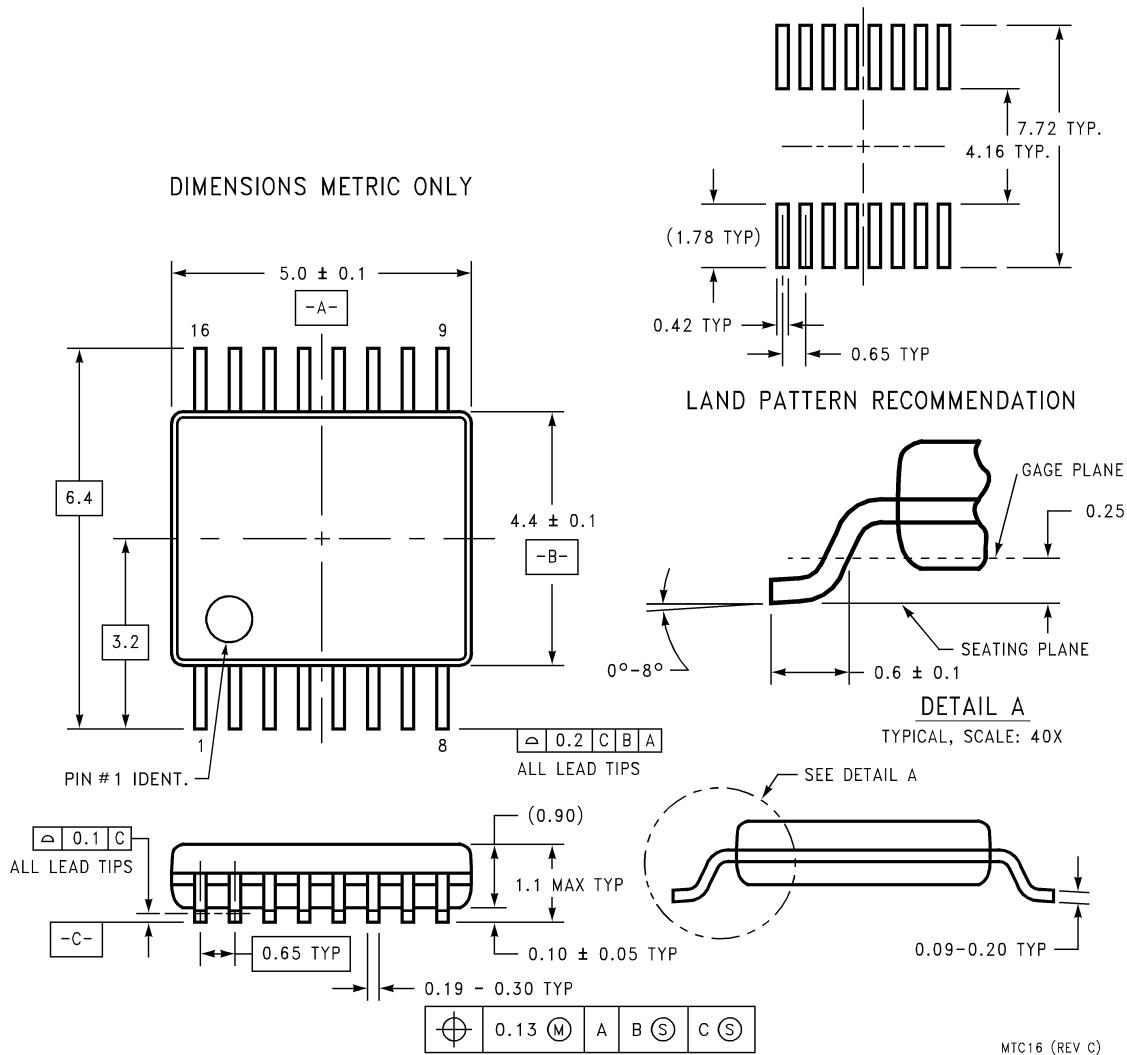 7.72 TYP.
4.16 TYP.
DIMENSIONS METRIC ONLY
(1.78 TYP)
5.0 ± 0.1
-A-
0.42 TYP
16
9
0.65 TYP
LAND PATTERN RECOMMENDATION
GAGE PLANE
6.4
0.25
4.4 ± 0.1
-B-
3.2
SEATING PLANE
0°-8°
0.6 ± 0.1
DETAIL A
TYPICAL, SCALE: 40X
1
8
⌓ 0.2 C B A
ALL LEAD TIPS
PIN #1 IDENT.
SEE DETAIL A
(0.90)
⌓ 0.1 C
ALL LEAD TIPS
1.1 MAX TYP
-C-
0.65 TYP
0.10 ± 0.05 TYP
0.09-0.20 TYP
0.19 - 0.30 TYP
⌖ 0.13 Ⓜ A B Ⓢ C Ⓢ
MTC16 (REV C)